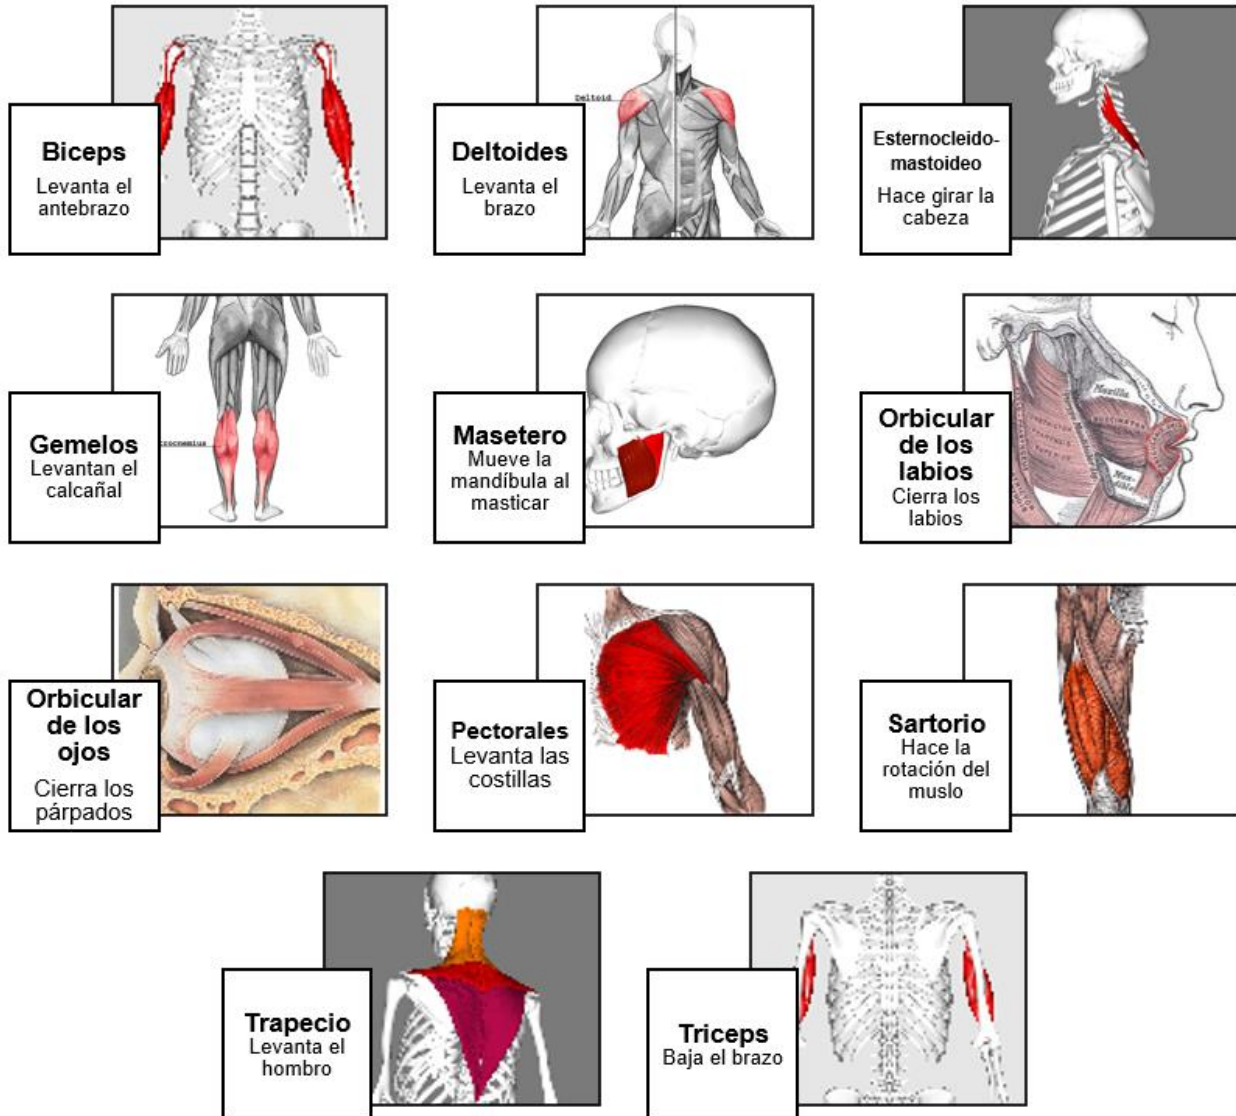 Biceps
Levanta el
antebrazo
Deltoid
Deltoides
Levanta el
brazo
Esternocleido-
mastoideo
Hace girar la
cabeza
Gemelos
Levantan el
calcañal
Masetero
Mueve la
mandíbula al
masticar
Maxilla
Orbicular
de los
labios
Cierra los
labios
Orbicular
de los
ojos
Cierra los
párpados
Pectorales
Levanta las
costillas
Sartorio
Hace la
rotación del
muslo
Trapecio
Levanta el
hombro
Triceps
Baja el brazo